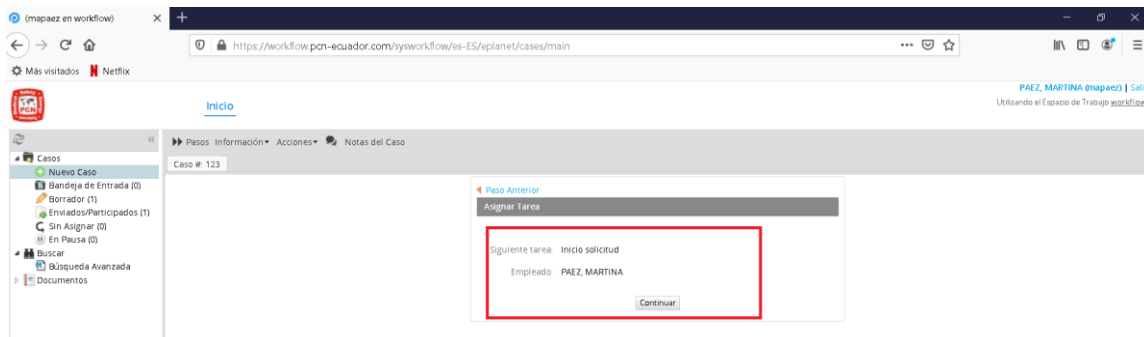 (mapaez en workflow)
https://workflow.pcn-ecuador.com/sysworkflow/es-ES/eplanet/cases/main
Más visitados Netflix
PAEZ, MARTINA (mapaez) | Sali
PCN
Inicio
Utilizando el Espacio de Trabajo workflow
Pasos Información Acciones Notas del Caso
Caso #: 123
Casos
Nuevo Caso
Bandeja de Entrada (0)
Borrador (1)
Enviados/Participados (1)
Sin Asignar (0)
En Pausa (0)
Buscar
Búsqueda Avanzada
Documentos
Paso Anterior
Asignar Tarea
Siguiente tarea: Inicio solicitud
Empleado: PAEZ, MARTINA
Continuar